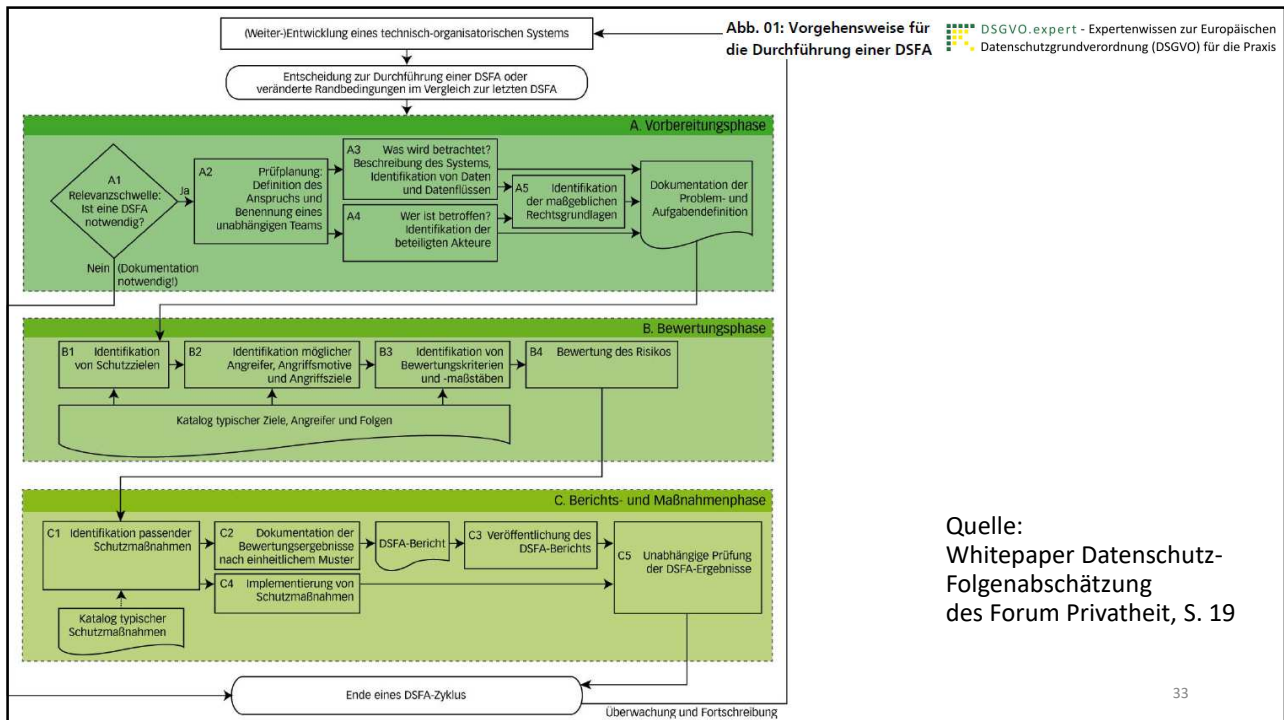 (Weiter-)Entwicklung eines technisch-organisatorischen Systems
Abb. 01: Vorgehensweise für
die Durchführung einer DSFA
DSGVO.expert - Expertenwissen zur Europäischen
Datenschutzgrundverordnung (DSGVO) für die Praxis
Entscheidung zur Durchführung einer DSFA oder
veränderte Randbedingungen im Vergleich zur letzten DSFA
A. Vorbereitungsphase
A1
Relevanzschwelle:
Ist eine DSFA
notwendig?
Ja
Nein (Dokumentation
notwendig!)
A2 Prüfplanung:
Definition des
Anspruchs und
Benennung eines
unabhängigen Teams
A3 Was wird betrachtet?
Beschreibung des Systems,
Identifikation von Daten
und Datenflüssen
A4 Wer ist betroffen?
Identifikation der
beteiligten Akteure
A5 Identifikation
der maßgeblichen
Rechtsgrundlagen
Dokumentation der
Problem- und
Aufgabendefinition
B. Bewertungsphase
B1 Identifikation
von Schutzzielen
B2 Identifikation möglicher
Angreifer, Angriffsmotive
und Angriffsziele
B3 Identifikation von
Bewertungskriterien
und -maßstäben
B4 Bewertung des Risikos
Katalog typischer Ziele, Angreifer und Folgen
C. Berichts- und Maßnahmenphase
C1 Identifikation passender
Schutzmaßnahmen
C2 Dokumentation der
Bewertungsergebnisse
nach einheitlichem Muster
DSFA-Bericht
C3 Veröffentlichung des
DSFA-Berichts
C4 Implementierung von
Schutzmaßnahmen
C5 Unabhängige Prüfung
der DSFA-Ergebnisse
Katalog typischer
Schutzmaßnahmen
Ende eines DSFA-Zyklus
Überwachung und Fortschreibung
Quelle:
Whitepaper Datenschutz-
Folgenabschätzung
des Forum Privatheit, S. 19
33